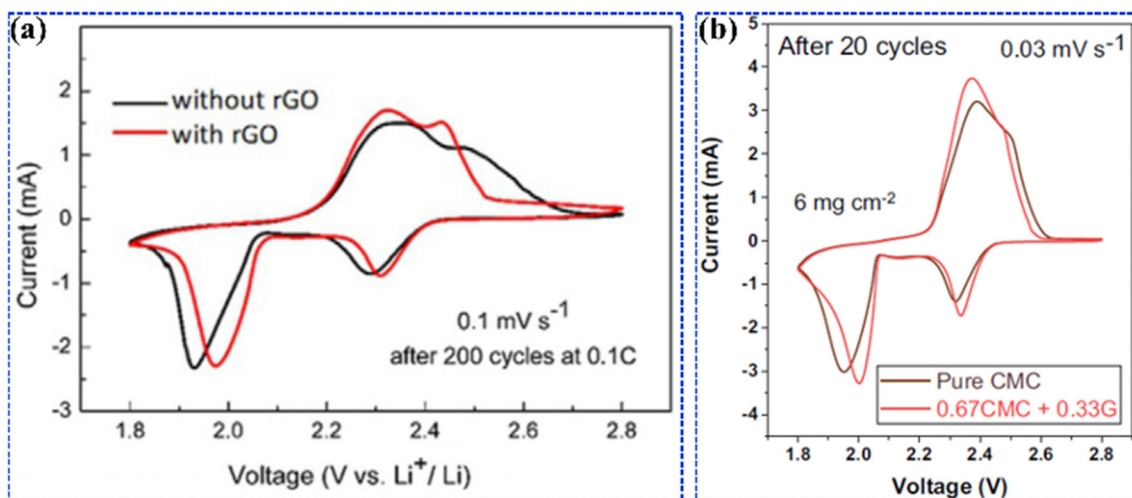 (a)
without rGO
with rGO
0.1 mV s⁻¹
after 200 cycles at 0.1C
Current (mA)
2
1
0
-1
-2
-3
1.8 2.0 2.2 2.4 2.6 2.8
Voltage (V vs. Li⁺/ Li)
(b)
After 20 cycles 0.03 mV s⁻¹
6 mg cm⁻²
Pure CMC
0.67CMC + 0.33G
Current (mA)
5
4
3
2
1
0
-1
-2
-3
-4
1.8 2.0 2.2 2.4 2.6 2.8
Voltage (V)